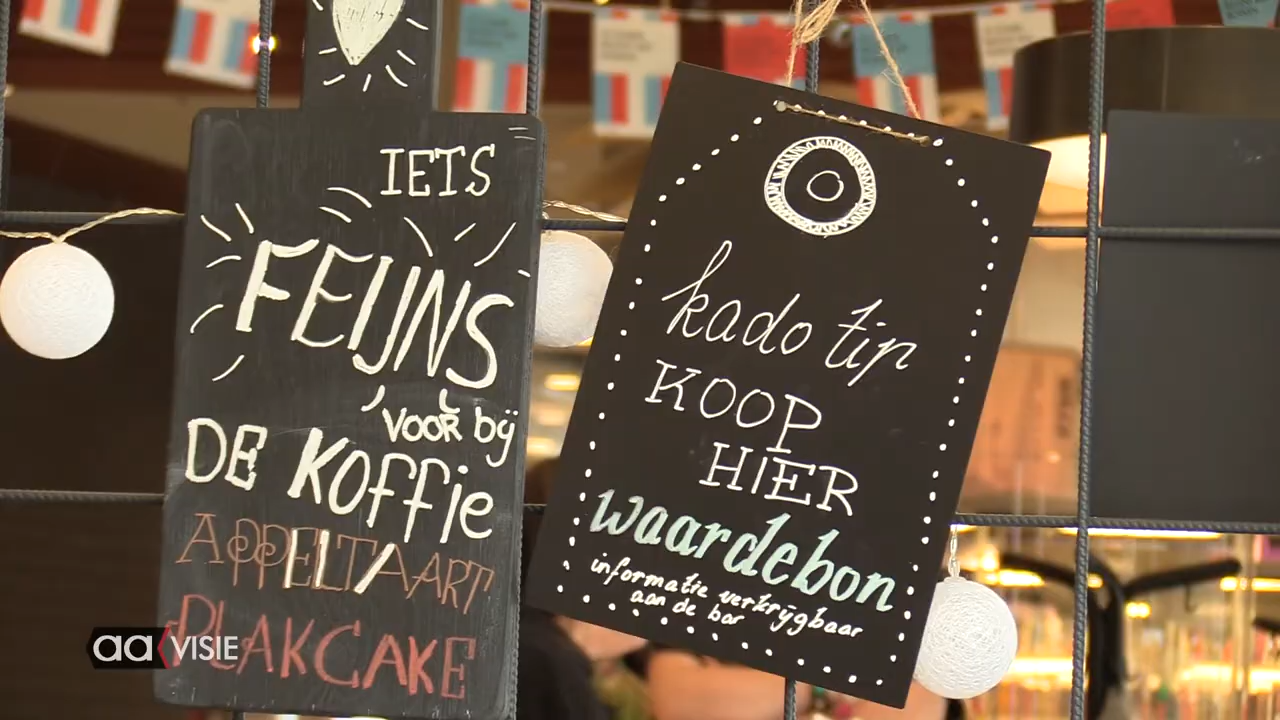 IETS
FEIJNS
voor bij
DE KOffie
APPELTAART
PLAKCAKE
kado tip
KOOP
HIER
waardebon
informatie verkrijgbaar
aan de bar
aa VISIE